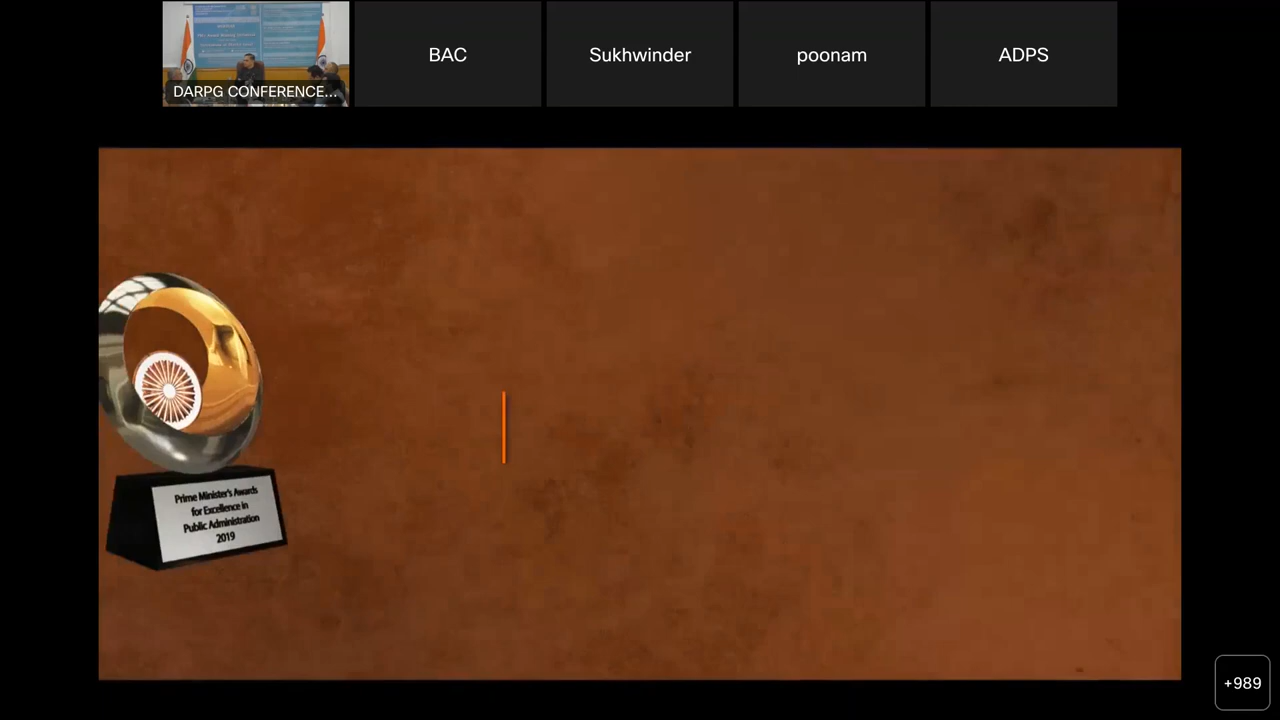 DARPG CONFERENCE...
BAC
Sukhwinder
poonam
ADPS
Prime Minister's Awards
for Excellence in
Public Administration
2019
+989